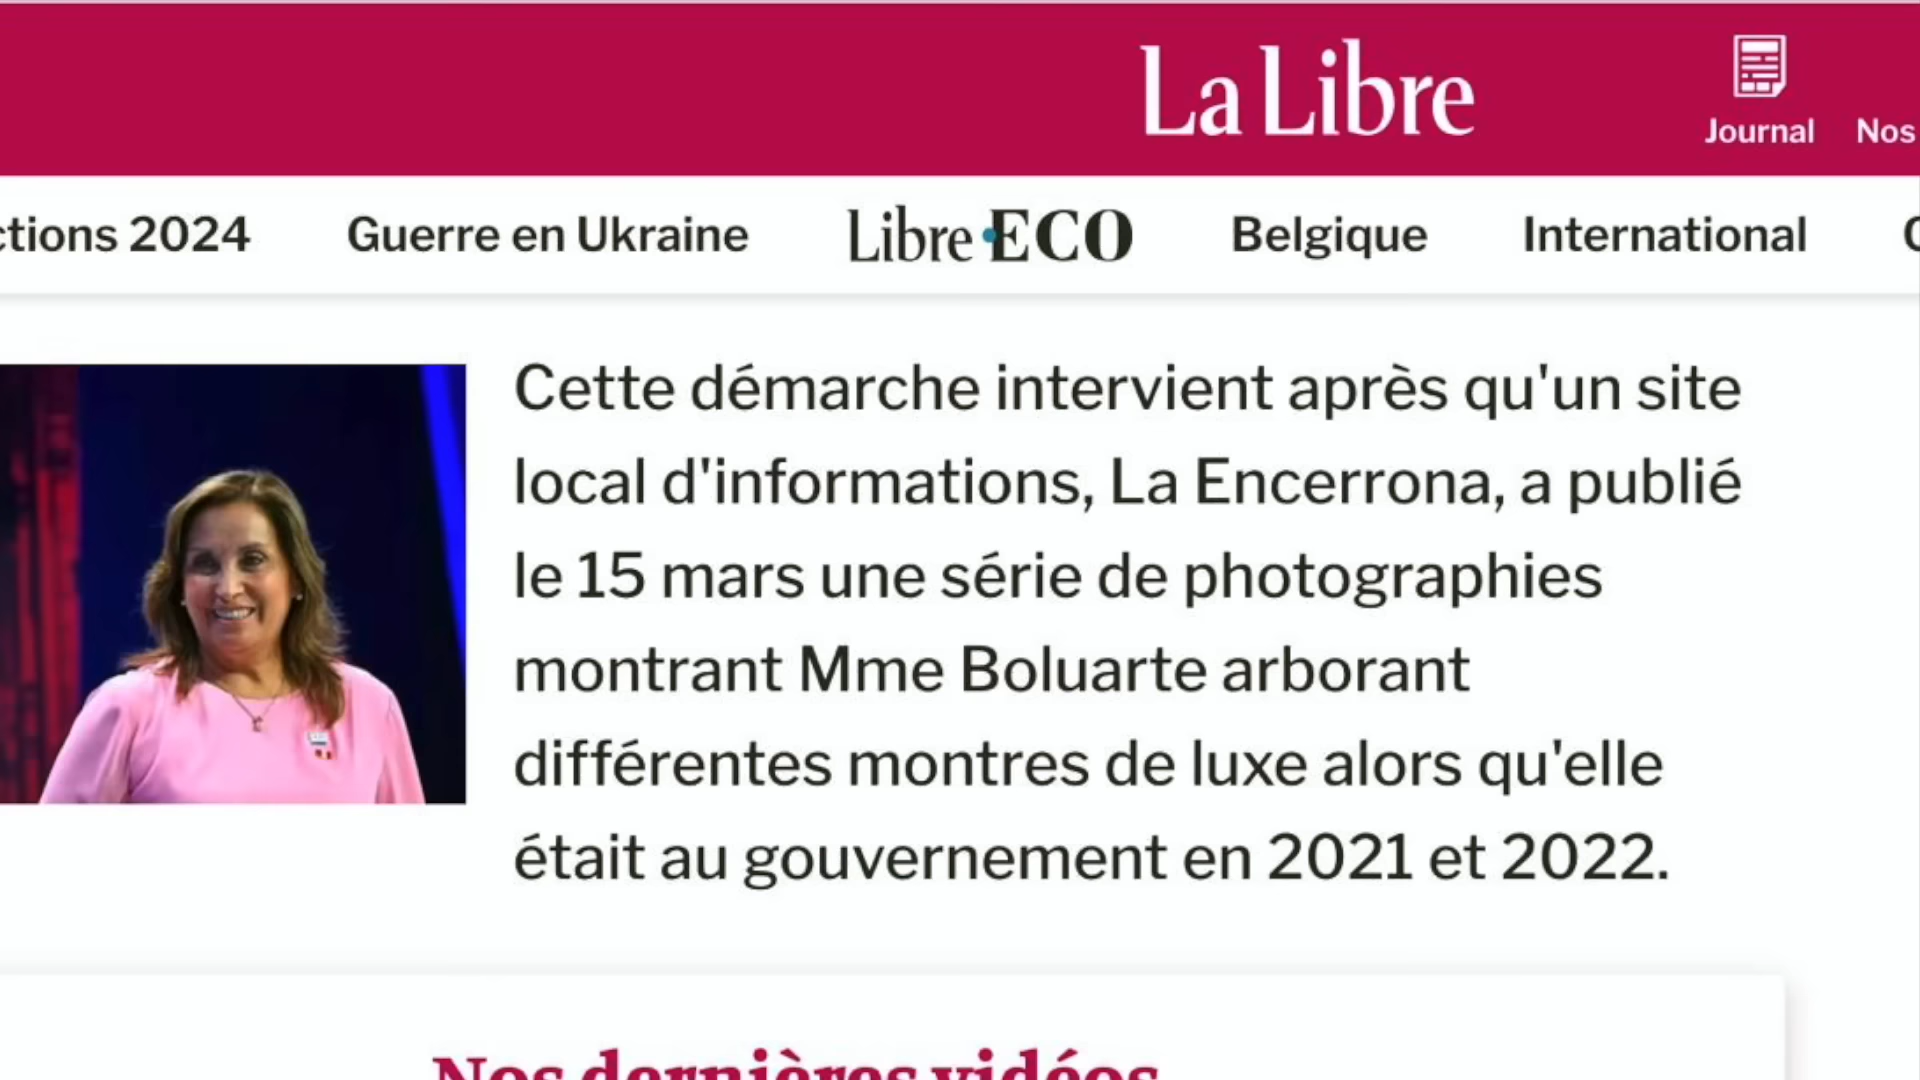 La Libre
Journal
Nos
ctions 2024
Guerre en Ukraine
Libre ECO
Belgique
International
Cette démarche intervient après qu'un site
local d'informations, La Encerrona, a publié
le 15 mars une série de photographies
montrant Mme Boluarte arborant
différentes montres de luxe alors qu'elle
était au gouvernement en 2021 et 2022.
Nos dernières vidéos